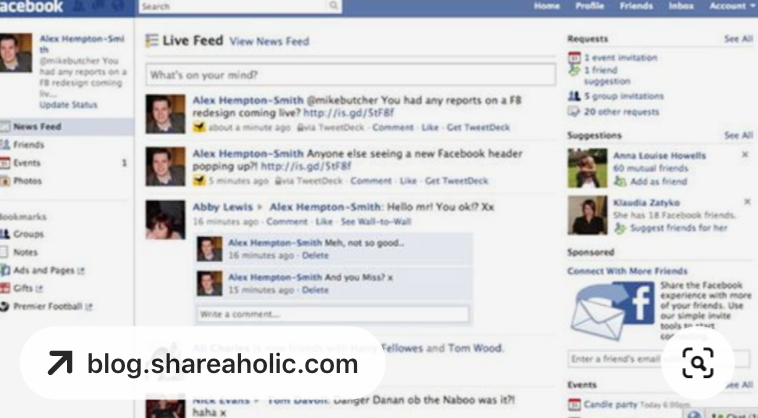 acebook
Search
Home Profile Friends Inbox Account
Alex Hempton-Smi
th
@mikebutcher You
had any reports on a
FB redesign coming
liv...
Update Status
News Feed
Friends
Events 1
Photos
Bookmarks
Groups
Notes
Ads and Pages
Gifts
Premier Football
Live Feed View News Feed
What's on your mind?
Alex Hempton-Smith @mikebutcher You had any reports on a FB
redesign coming live? http://is.gd/5tF8f
about a minute ago · via TweetDeck · Comment · Like · Get TweetDeck
Alex Hempton-Smith Anyone else seeing a new Facebook header
popping up?! http://is.gd/5tF8f
5 minutes ago · via TweetDeck · Comment · Like · Get TweetDeck
Abby Lewis ▸ Alex Hempton-Smith: Hello mr! You ok!? Xx
16 minutes ago · Comment · Like · See Wall-to-Wall
Alex Hempton-Smith Meh, not so good..
16 minutes ago · Delete
Alex Hempton-Smith And you Miss? x
15 minutes ago · Delete
Write a comment...
Fellowes and Tom Wood.
Nick Evans ▸ Tom Davon: Danger Danan ob the Naboo was it?!
haha x
Requests See All
1 event invitation
1 friend
suggestion
5 group invitations
20 other requests
Suggestions See All
Anna Louise Howells x
60 mutual friends
Add as friend
Klaudia Zatyko x
She has 18 Facebook friends.
Suggest friends for her
Sponsored
Connect With More Friends
Share the Facebook
experience with more
of your friends. Use
our simple invite
tools to start
Enter a friend's email
Events See All
Candle party Today 6:00pm
blog.shareaholic.com